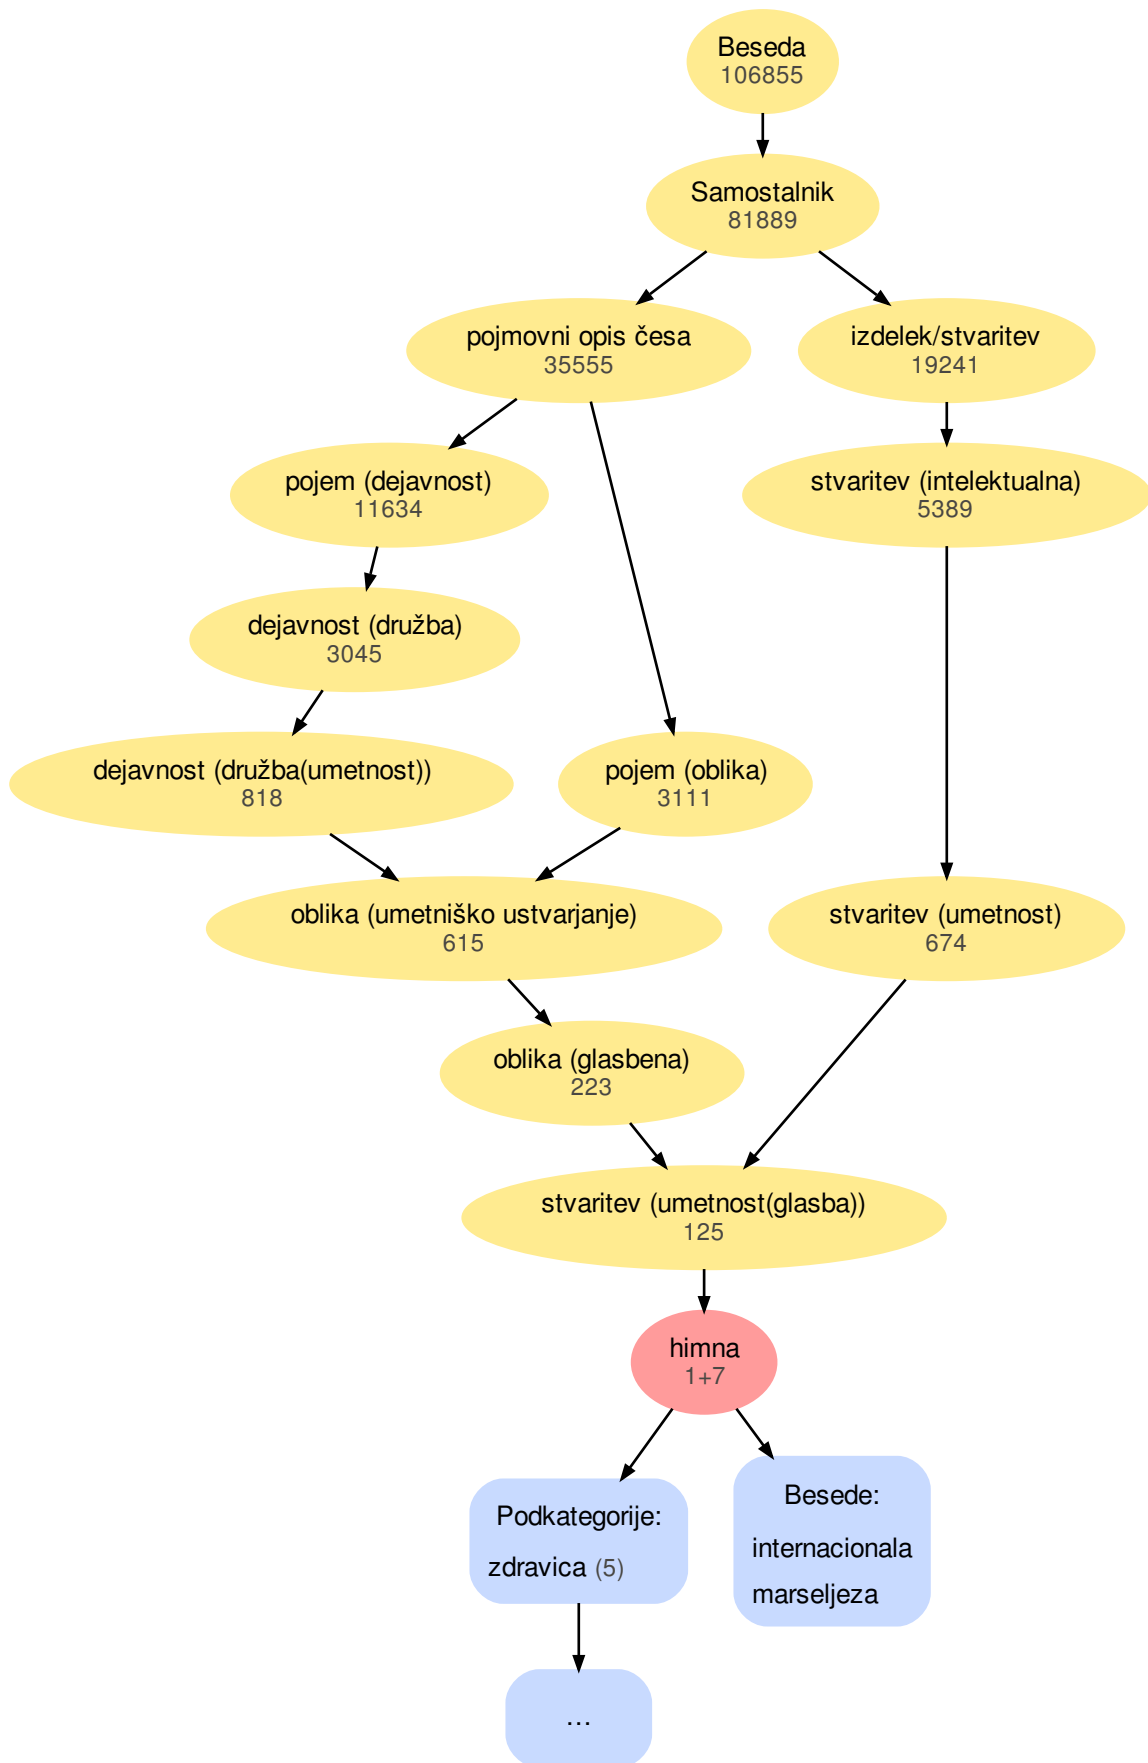 Beseda
106855
Samostalnik
81889
pojmovni opis česa
35555
izdelek/stvaritev
19241
pojem (dejavnost)
11634
stvaritev (intelektualna)
5389
dejavnost (družba)
3045
dejavnost (družba(umetnost))
818
pojem (oblika)
3111
oblika (umetniško ustvarjanje)
615
stvaritev (umetnost)
674
oblika (glasbena)
223
stvaritev (umetnost(glasba))
125
himna
1+7
Podkategorije:
zdravica (5)
Besede:
internacionala
marseljeza
...